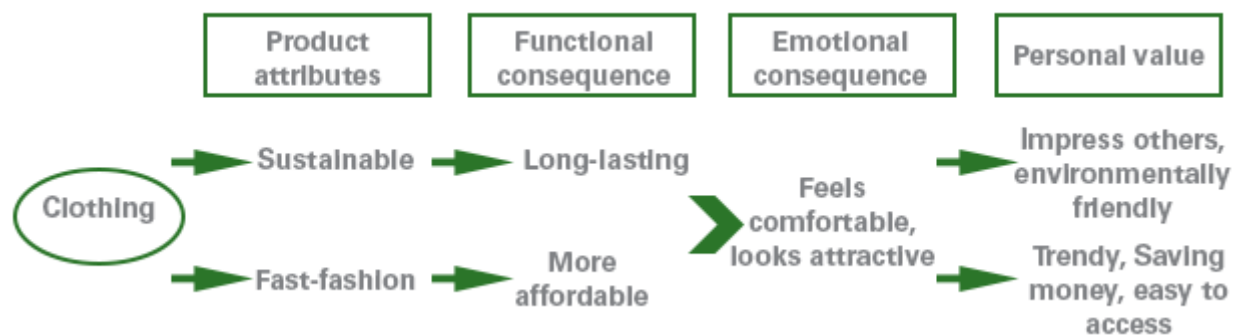 Product
attributes
Functional
consequence
Emotional
consequence
Personal value
Clothing
Sustainable
Long-lasting
Fast-fashion
More
affordable
Feels
comfortable,
looks attractive
Impress others,
environmentally
friendly
Trendy, Saving
money, easy to
access